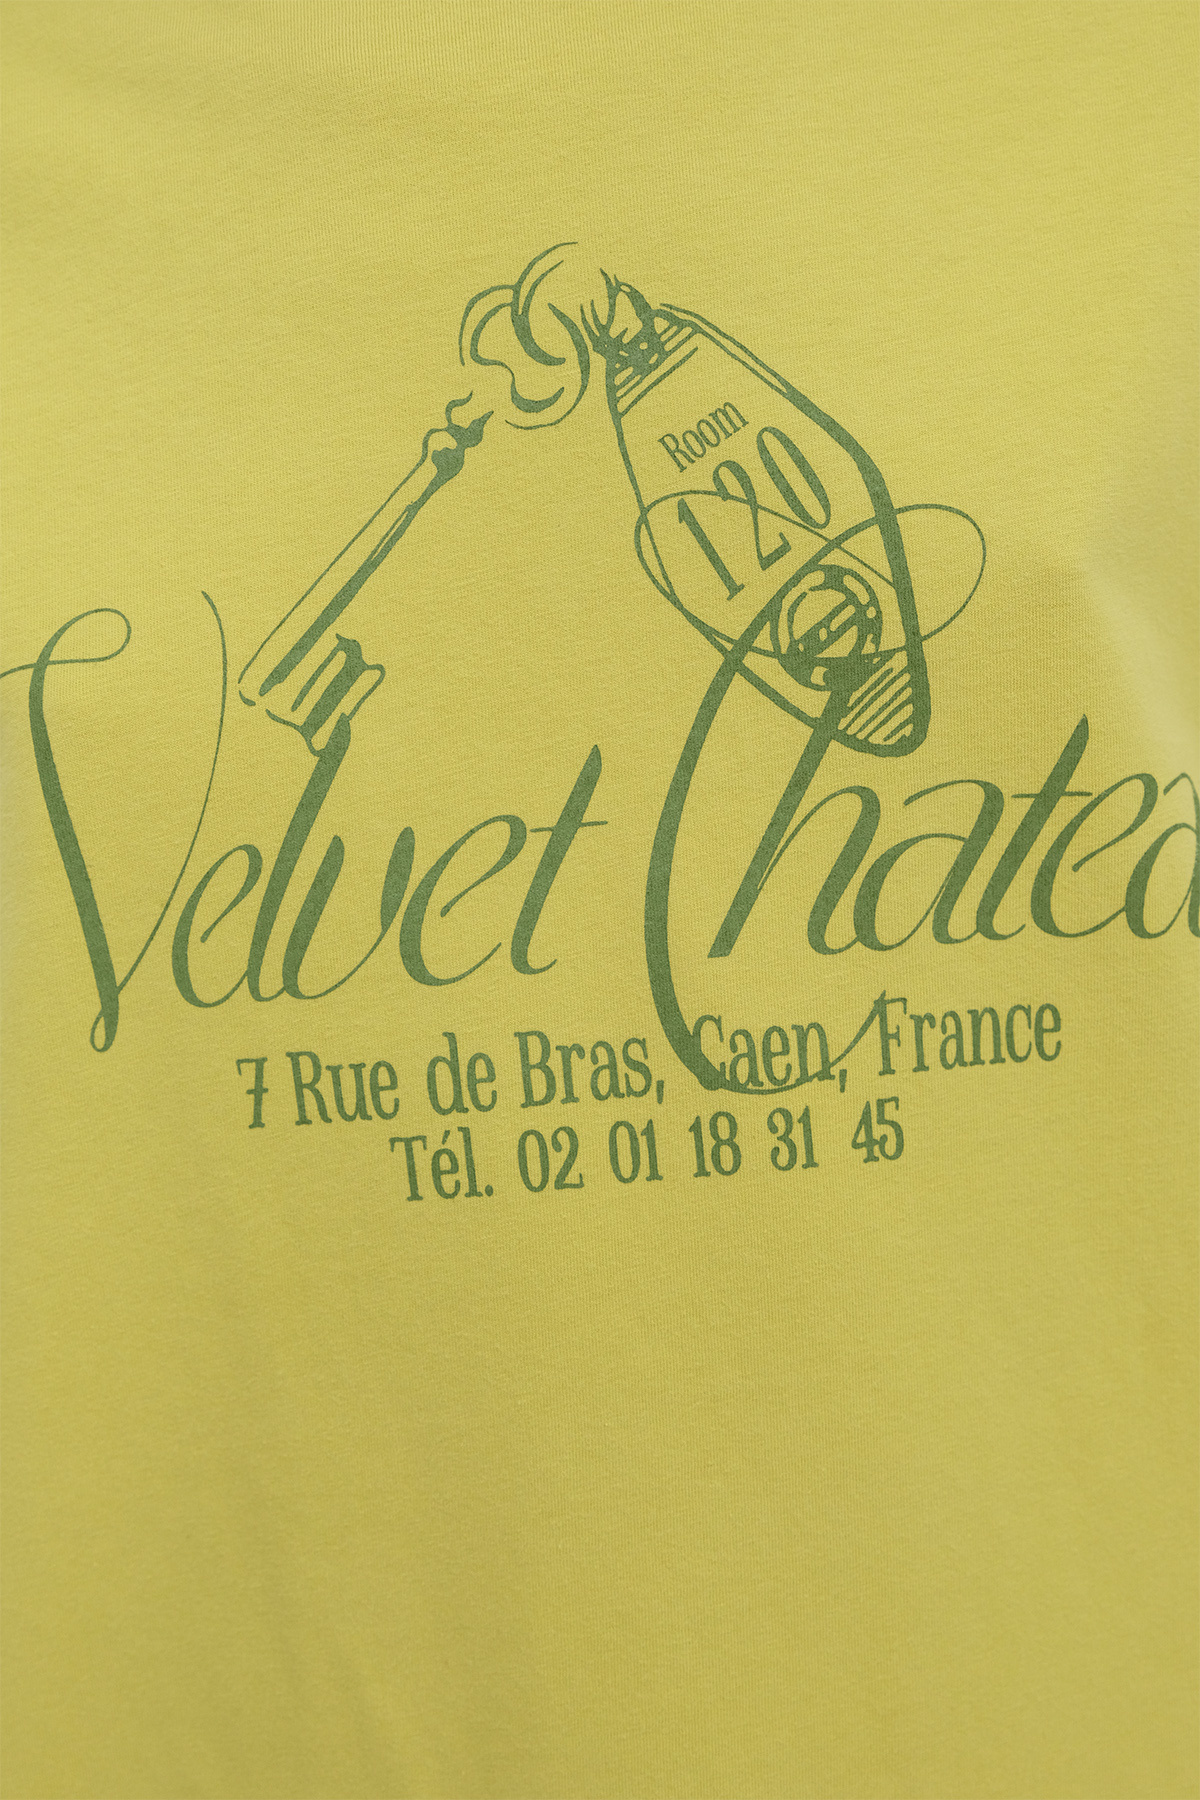 Room
120
Velvet Chatea
7 Rue de Bras, Caen, France
Tél. 02 01 18 31 45